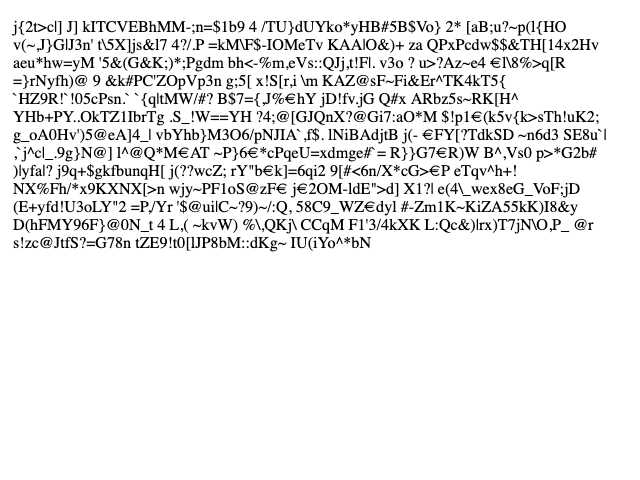 j{2t>c|] J] kITCVEBhMM-;n=$1b9 4 /TU}dUYko*yHB#5B$Vo} 2* [aB;u?~p(l{HO
v(~,J}G|J3n' t\5X]js&l7 4?/.P =kM\F$-IOMeTv KAA|O&)+ za QPxPcdw$$&TH[14x2Hv
aeu*hw=yM '5&(G&K;)*;Pgdm bh<-%m,eVs::QJj,t!F|. v3o ? u>?Az~e4 €I\8%>q[R
=}rNyfh)@ 9 &k#PC'ZOpVp3n g;5[ x!S[r,i \m KAZ@sF~Fi&Er^TK4kT5{
`HZ9R!`!05cPsn.` `{q|tMW/#? B$7={,J%€hY jD!fv.jG Q#x ARbz5s~RK[H^
YHb+PY..OkTZ1IbrTg .S_!W==YH ?4;@[GJQnX?@Gi7:aO*M $!p1€(k5v{k>sTh!uK2;
g_oA0Hv')5@eA]4_| vbYhb}M3O6/pNJIA`,f$. lNiBAdjtB j(- €FY[?TdkSD ~n6d3 SE8u`|
,`j^c|_.9g}N@] l^@Q*M€AT ~P}6€*cPqeU=xdmge#`= R}}G7€R)W B^,Vs0 p>*G2b#
)|yfa|? j9q+$gkfbunqH[ j(??wcZ; rY"b€k]=6qi2 9[#<6n/X*cG>€P eTqv^h+!
NX%Fh/*x9KXNX[>n wjy~PF1oS@zF€ j€2OM-ldE">d] X1?| e(4\_wex8eG_VoF;jD
(E+yfd!U3oLY"2 =P,/Yr '$@ui|C~?9)~/:Q, 58C9_WZ€dyl #-Zm1K~KiZA55kK)I8&y
D(hFMY96F}@0N_t 4 L,( ~kvW) %\,QKj\ CCqM F1'3/4kXK L:Qc&)|rx)T7jN\O,P_ @r
s!zc@JtfS?=G78n tZE9!t0[lJP8bM::dKg~ IU(iYo^*bN